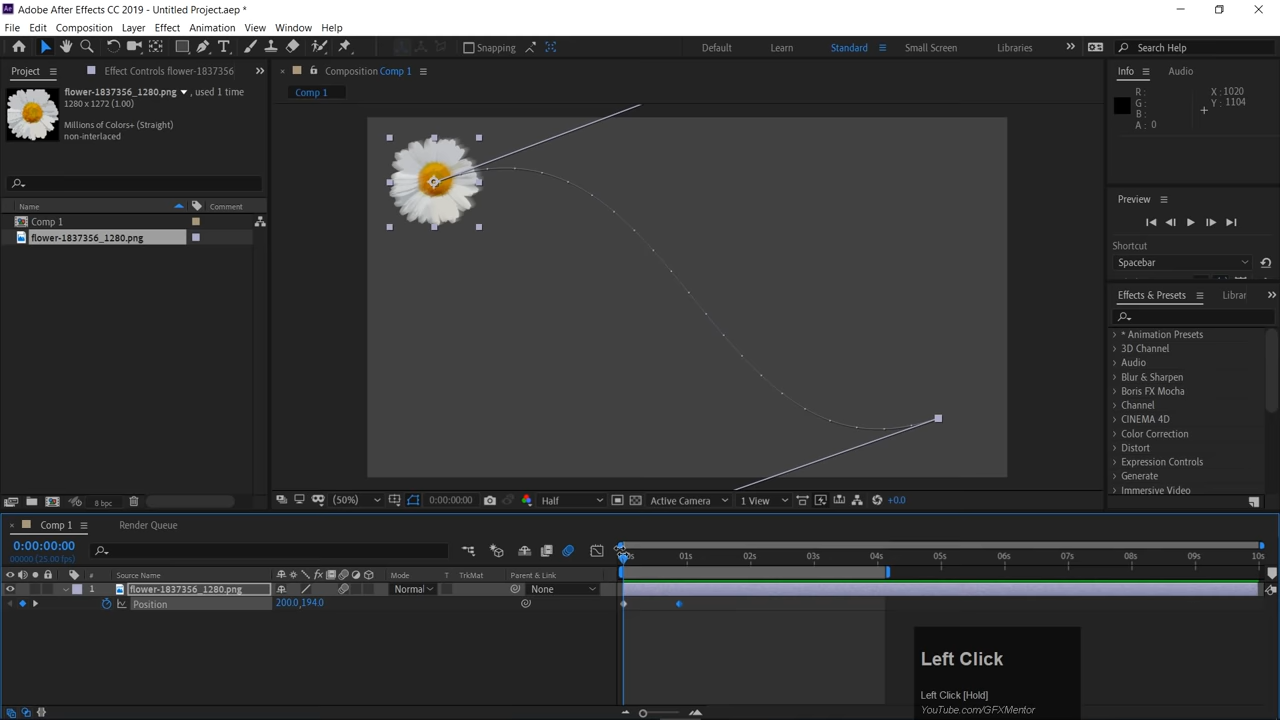 Adobe After Effects CC 2019 - Untitled Project.aep *
File Edit Composition Layer Effect Animation View Window Help
Snapping
Default Learn Standard Small Screen Libraries
Search Help
Project
Effect Controls flower-1837356
flower-1837356_1280.png ▼, used 1 time
1280 x 1272 (1.00)
Millions of Colors+ (Straight)
non-interlaced
Name Comment
Comp 1
flower-1837356_1280.png
8 bpc
Composition Comp 1
Comp 1
(50%) 0:00:00:00 Half Active Camera 1 View +0.0
Info Audio
R: X: 1020
G: Y: 1104
B:
A: 0
Preview
Shortcut
Spacebar
Effects & Presets Librar
* Animation Presets
3D Channel
Audio
Blur & Sharpen
Boris FX Mocha
Channel
CINEMA 4D
Color Correction
Distort
Expression Controls
Generate
Immersive Video
Comp 1 Render Queue
0:00:00:00
00000 (25.00 fps)
01s 02s 03s 04s 05s 06s 07s 08s 09s 10s
# Source Name Mode T TrkMat Parent & Link
1 flower-1837356_1280.png Normal None
Position 200.0,194.0
Left Click
Left Click [Hold]
YouTube.com/GFXMentor